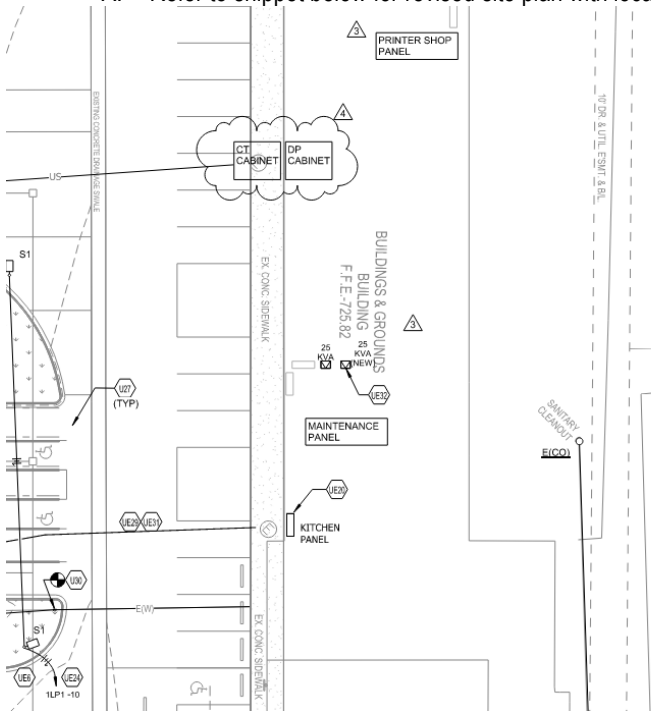 A. Refer to snippet below for revised site plan with loca
3
PRINTER SHOP
PANEL
4
CT
CABINET
DP
CABINET
E
US
EXISTING CONCRETE DRAINAGE SWALE
10' DR. & UTIL. ESMT. & B/L
S1
EX. CONC. SIDEWALK
BUILDINGS & GROUNDS
BUILDING
F.F.E.-725.82
3
25
KVA
25
KVA
(NEW)
UE32
U27
(TYP)
MAINTENANCE
PANEL
SANITARY
CLEANOUT
E(CO)
UE20
KITCHEN
PANEL
UE29
UE31
E
U30
E(W)
S1
EX. CONC. SIDEWALK
UE6
UE24
1LP1 -10